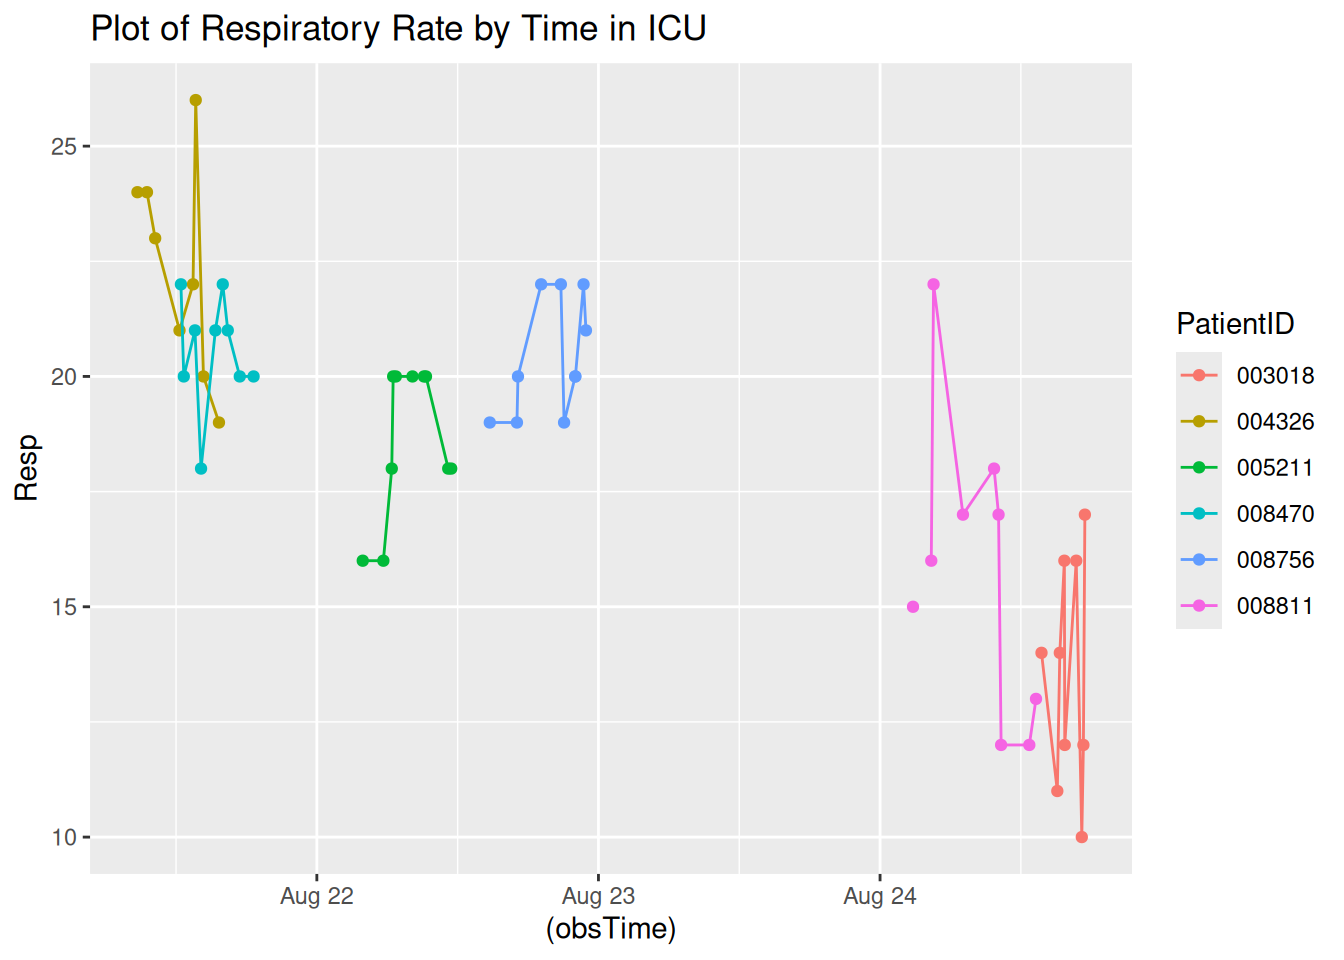 Plot of Respiratory Rate by Time in ICU
25
20
15
10
Resp
Aug 22
Aug 23
Aug 24
(obsTime)
PatientID
003018
004326
005211
008470
008756
008811